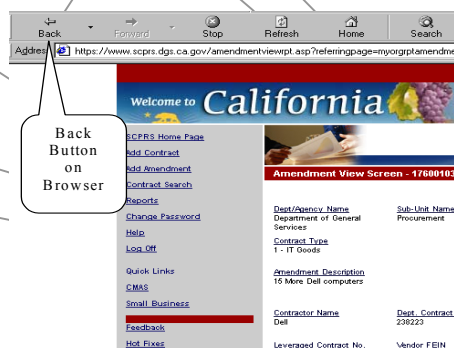 Back Forward Stop Refresh Home Search
Address https://www.scprs.dgs.ca.gov/amendmentviewrpt.asp?referringpage=myorgrptamendme
Welcome to California
Back
Button
on
Browser
SCPRS Home Page
Add Contract
Add Amendment
Contract Search
Reports
Change Password
Help
Log Off
Quick Links
CMAS
Small Business
Feedback
Hot Fixes
Amendment View Screen - 17600103
Dept/Agency Name Sub-Unit Name
Department of General Procurement
Services
Contract Type
1 - IT Goods
Amendment Description
15 More Dell computers
Contractor Name Dept. Contract
Dell 238223
Leveraged Contract No. Vendor FEIN